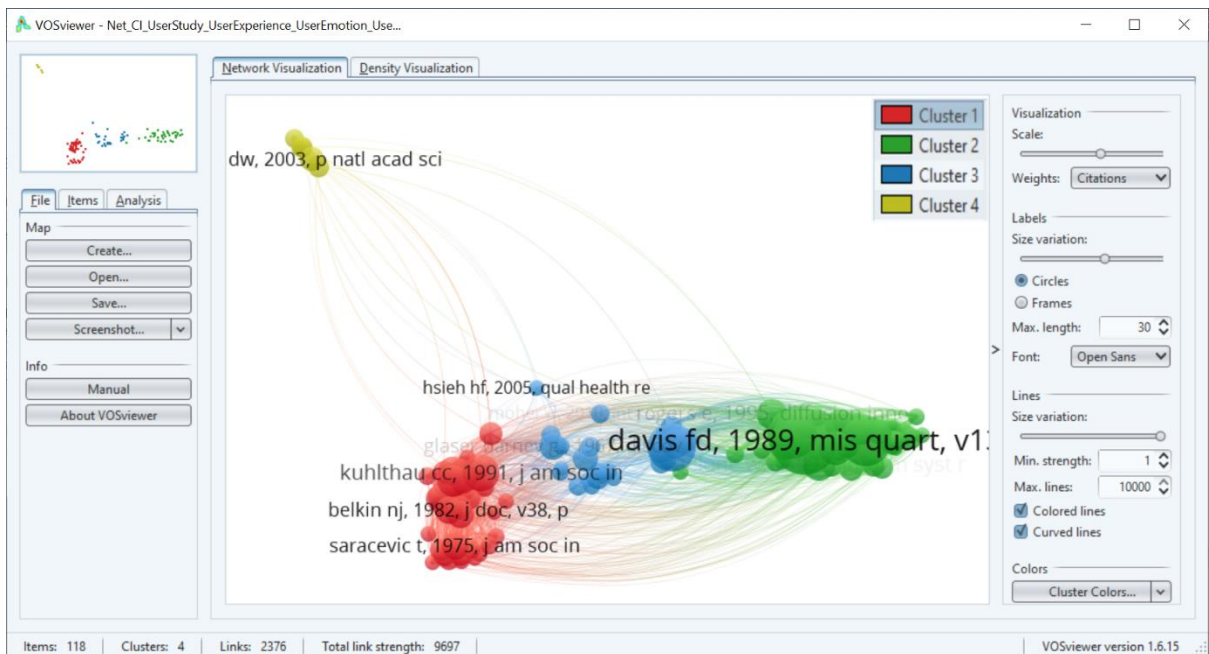 VOSviewer - Net_CI_UserStudy_UserExperience_UserEmotion_Use...
File
Items
Analysis
Map
Create...
Open...
Save...
Screenshot...
Info
Manual
About VOSviewer
Network Visualization
Density Visualization
Cluster 1
Cluster 2
Cluster 3
Cluster 4
dw, 2003, p natl acad sci
hsieh hf, 2005, qual health re
rogers e, 1995, diffusion inno
davis fd, 1989, mis quart, v13
kuhlthau cc, 1991, j am soc in
belkin nj, 1982, j doc, v38, p
saracevic t, 1975, j am soc in
Visualization
Scale:
Weights: Citations
Labels
Size variation:
Circles
Frames
Max. length: 30
Font: Open Sans
Lines
Size variation:
Min. strength: 1
Max. lines: 10000
Colored lines
Curved lines
Colors
Cluster Colors...
Items: 118 Clusters: 4 Links: 2376 Total link strength: 9697
VOSviewer version 1.6.15